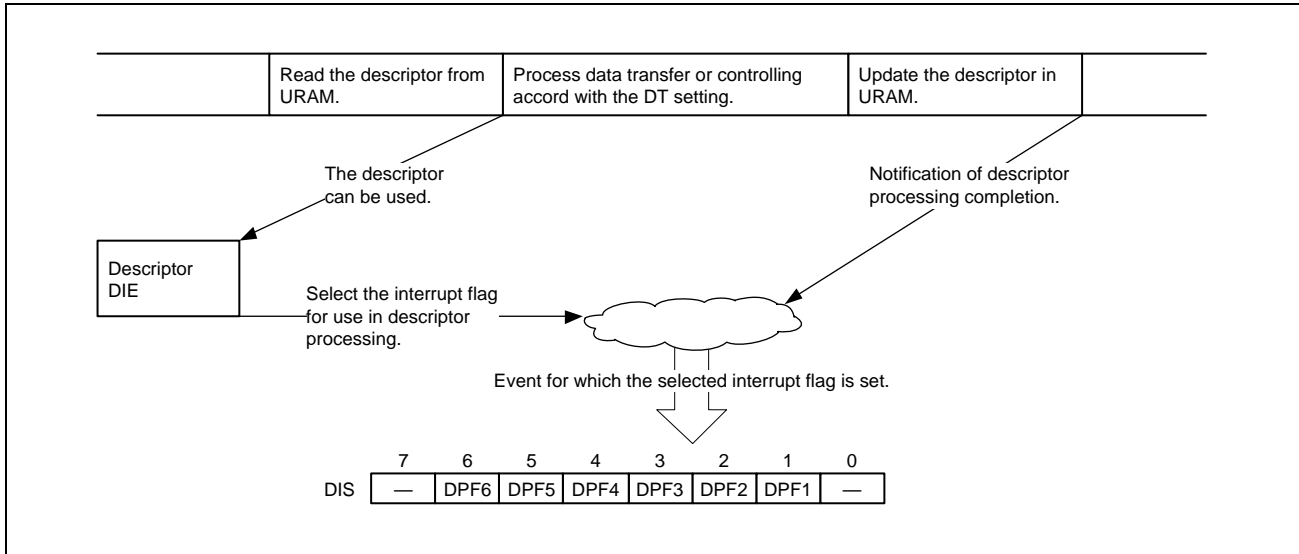 Read the descriptor from
URAM.
Process data transfer or controlling
accord with the DT setting.
Update the descriptor in
URAM.
The descriptor
can be used.
Notification of descriptor
processing completion.
Descriptor
DIE
Select the interrupt flag
for use in descriptor
processing.
Event for which the selected interrupt flag is set.
7 6 5 4 3 2 1 0
DIS — DPF6 DPF5 DPF4 DPF3 DPF2 DPF1 —